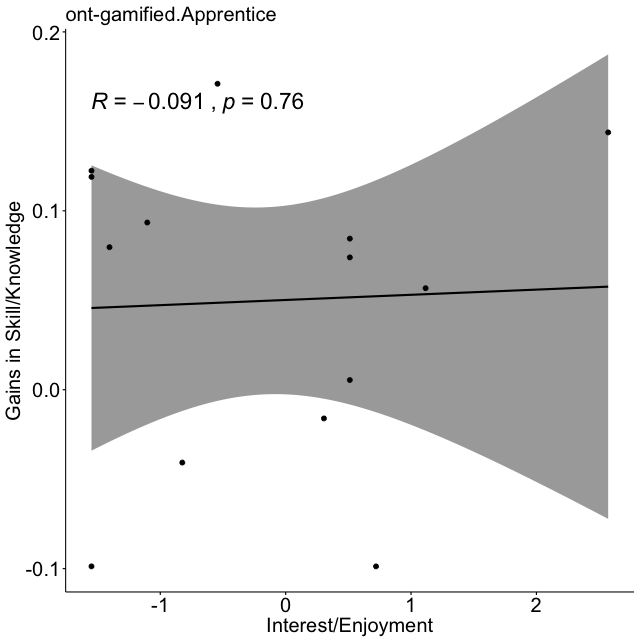 ont-gamified.Apprentice
0.2
R = −0.091 , p = 0.76
0.1
Gains in Skill/Knowledge
0.0
-0.1
-1 0 1 2
Interest/Enjoyment